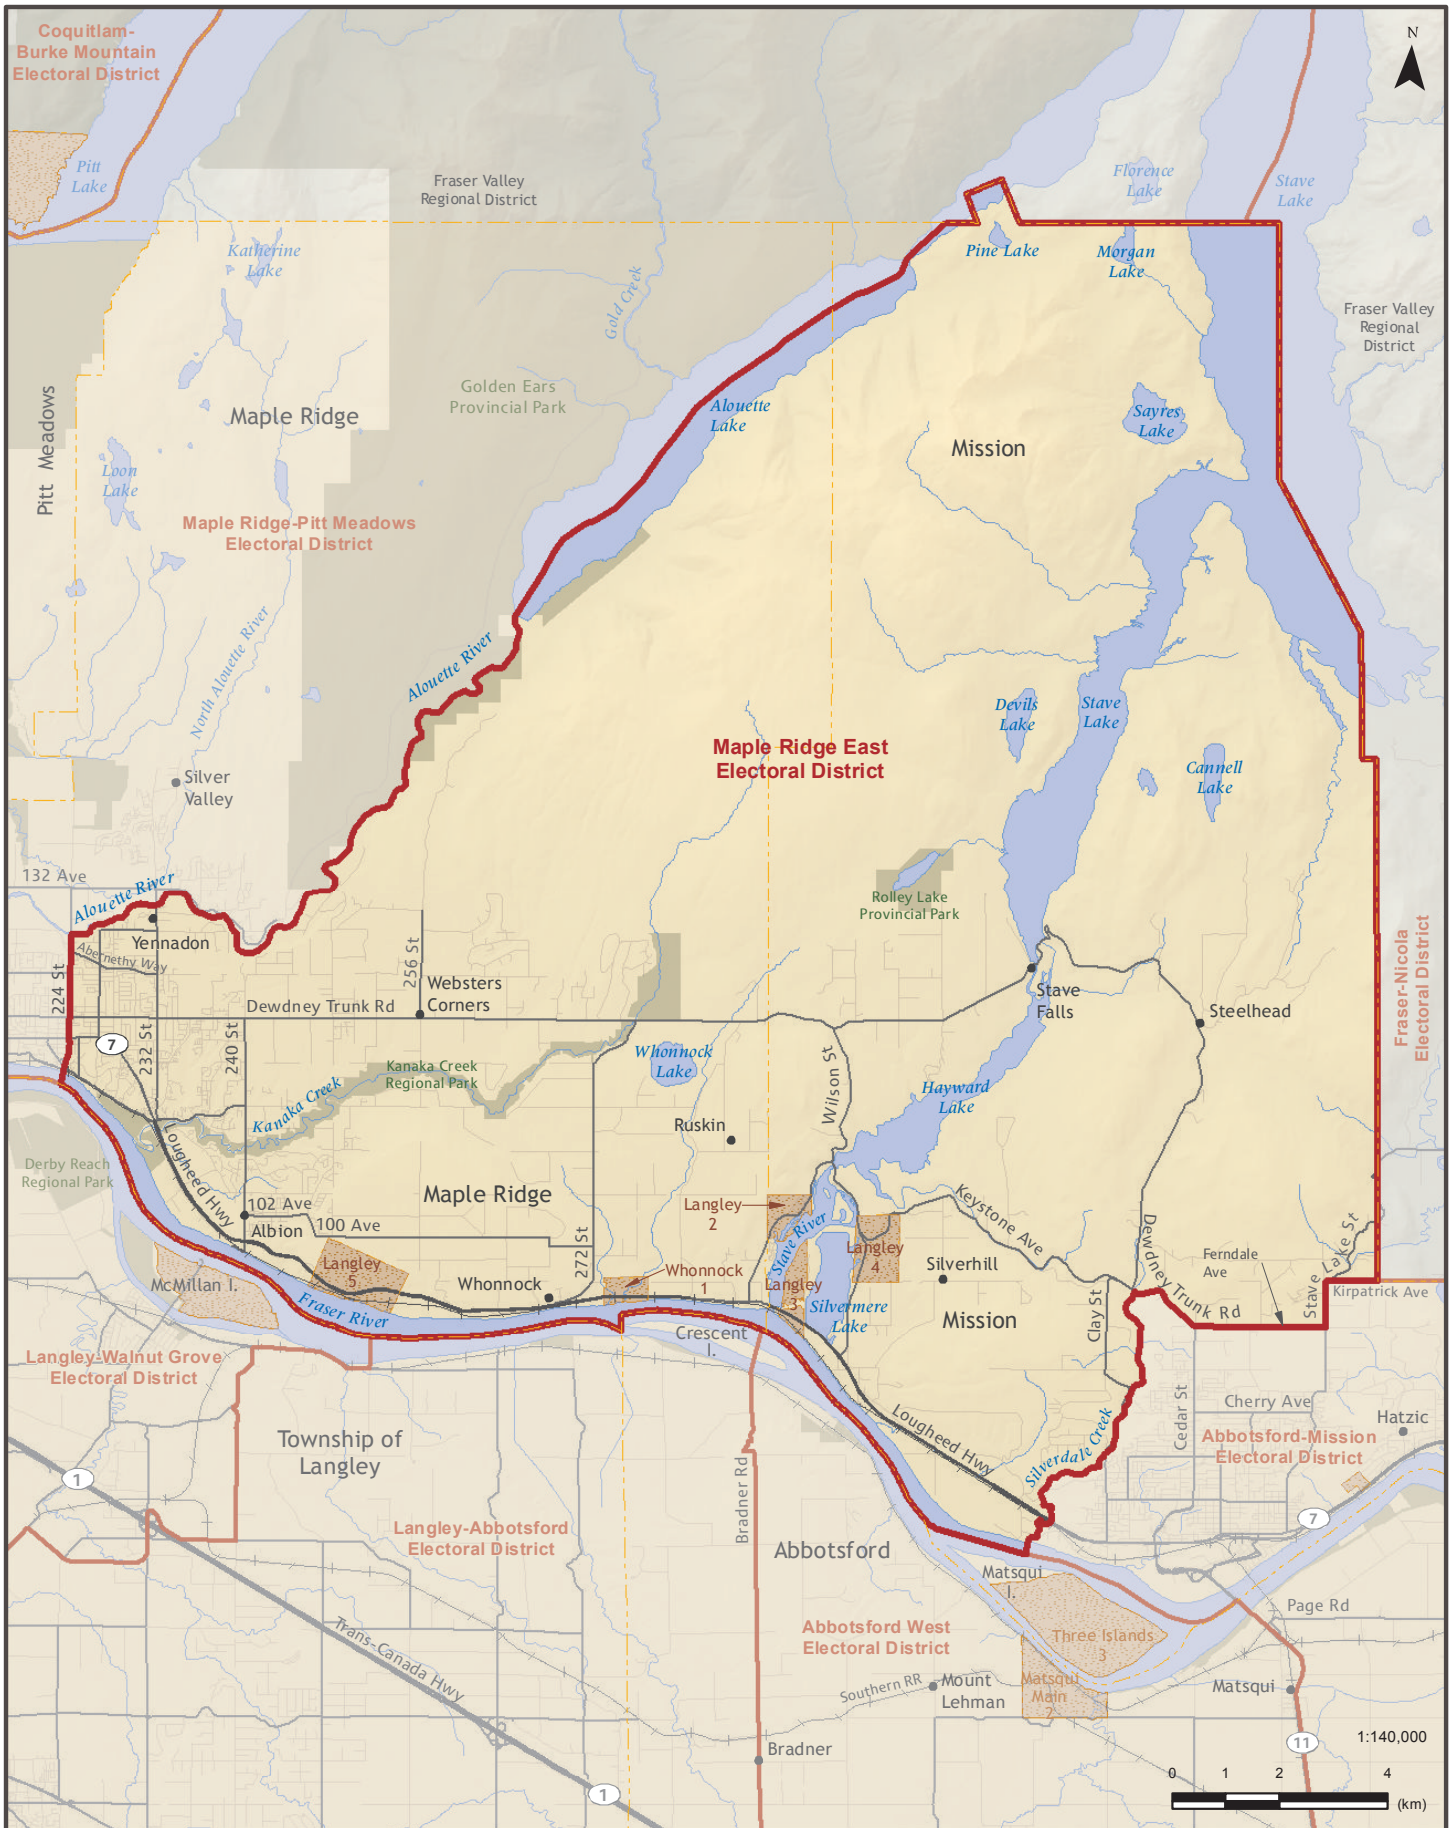 Coquitlam-
Burke Mountain
Electoral District
N
Pitt
Lake
Fraser Valley
Regional District
Florence
Lake
Stave
Lake
Katherine
Lake
Gold Creek
Pine Lake
Morgan
Lake
Fraser Valley
Regional
District
Pitt Meadows
Maple Ridge
Golden Ears
Provincial Park
Alouette
Lake
Sayres
Lake
Mission
Loon
Lake
Maple Ridge-Pitt Meadows
Electoral District
North Alouette River
Alouette River
Devils
Lake
Stave
Lake
Maple Ridge East
Electoral District
Cannell
Lake
Silver
Valley
132 Ave
Alouette River
Rolley Lake
Provincial Park
Yennadon
Abernethy Way
224 St
256 St
Websters
Corners
Dewdney Trunk Rd
Stave
Falls
Steelhead
Fraser-Nicola
Electoral District
7
232 St
240 St
Whonnock
Lake
Kanaka Creek
Regional Park
Wilson St
Hayward
Lake
Kanaka Creek
Ruskin
Derby Reach
Regional Park
Lougheed Hwy
Maple Ridge
102 Ave
Albion
100 Ave
272 St
Langley
2
Stave River
Keystone Ave
Langley
4
Dewdney Trunk Rd
Ferndale
Ave
Stave Lake St
Kirpatrick Ave
McMillan I.
Langley
5
Whonnock
Whonnock
1
Langley
3
Silverhill
Silvermere
Lake
Mission
Clay St
Fraser River
Crescent
I.
Langley-Walnut Grove
Electoral District
Township of
Langley
Lougheed Hwy
Silverdale Creek
Cedar St
Cherry Ave
Hatzic
Abbotsford-Mission
Electoral District
1
Bradner Rd
7
Langley-Abbotsford
Electoral District
Abbotsford
Matsqui
I.
Page Rd
Abbotsford West
Electoral District
Three Islands
3
Trans-Canada Hwy
Southern RR
Mount
Lehman
Matsqui
Main
2
Matsqui
Bradner
11
1:140,000
1
0 1 2 4
(km)